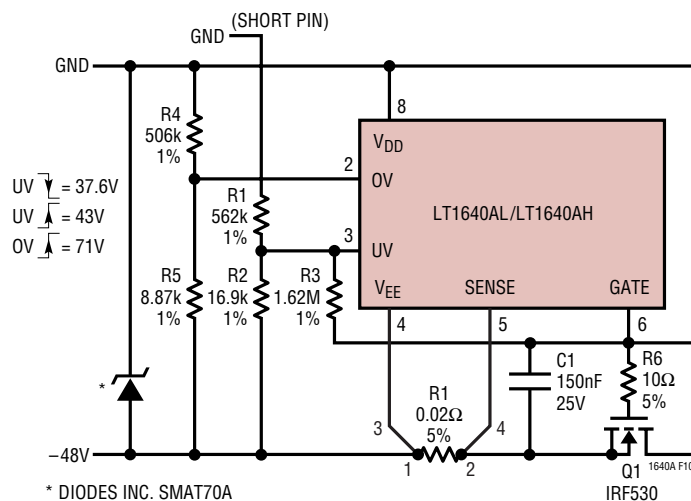 (SHORT PIN)
GND
GND
R4
506k
1%
8
VDD
2
OV
UV = 37.6V
UV = 43V
OV = 71V
R1
562k
1%
LT1640AL/LT1640AH
3
UV
R5
8.87k
1%
R2
16.9k
1%
R3
1.62M
1%
VEE
SENSE
GATE
4
5
6
C1
150nF
25V
R6
10Ω
5%
R1
0.02Ω
5%
3
4
*
–48V
1
2
Q1
IRF530
1640A F10
* DIODES INC. SMAT70A